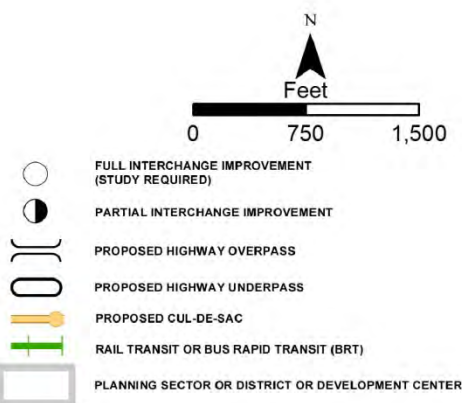 N
Feet
0 750 1,500
FULL INTERCHANGE IMPROVEMENT
(STUDY REQUIRED)
PARTIAL INTERCHANGE IMPROVEMENT
PROPOSED HIGHWAY OVERPASS
PROPOSED HIGHWAY UNDERPASS
PROPOSED CUL-DE-SAC
RAIL TRANSIT OR BUS RAPID TRANSIT (BRT)
PLANNING SECTOR OR DISTRICT OR DEVELOPMENT CENTER